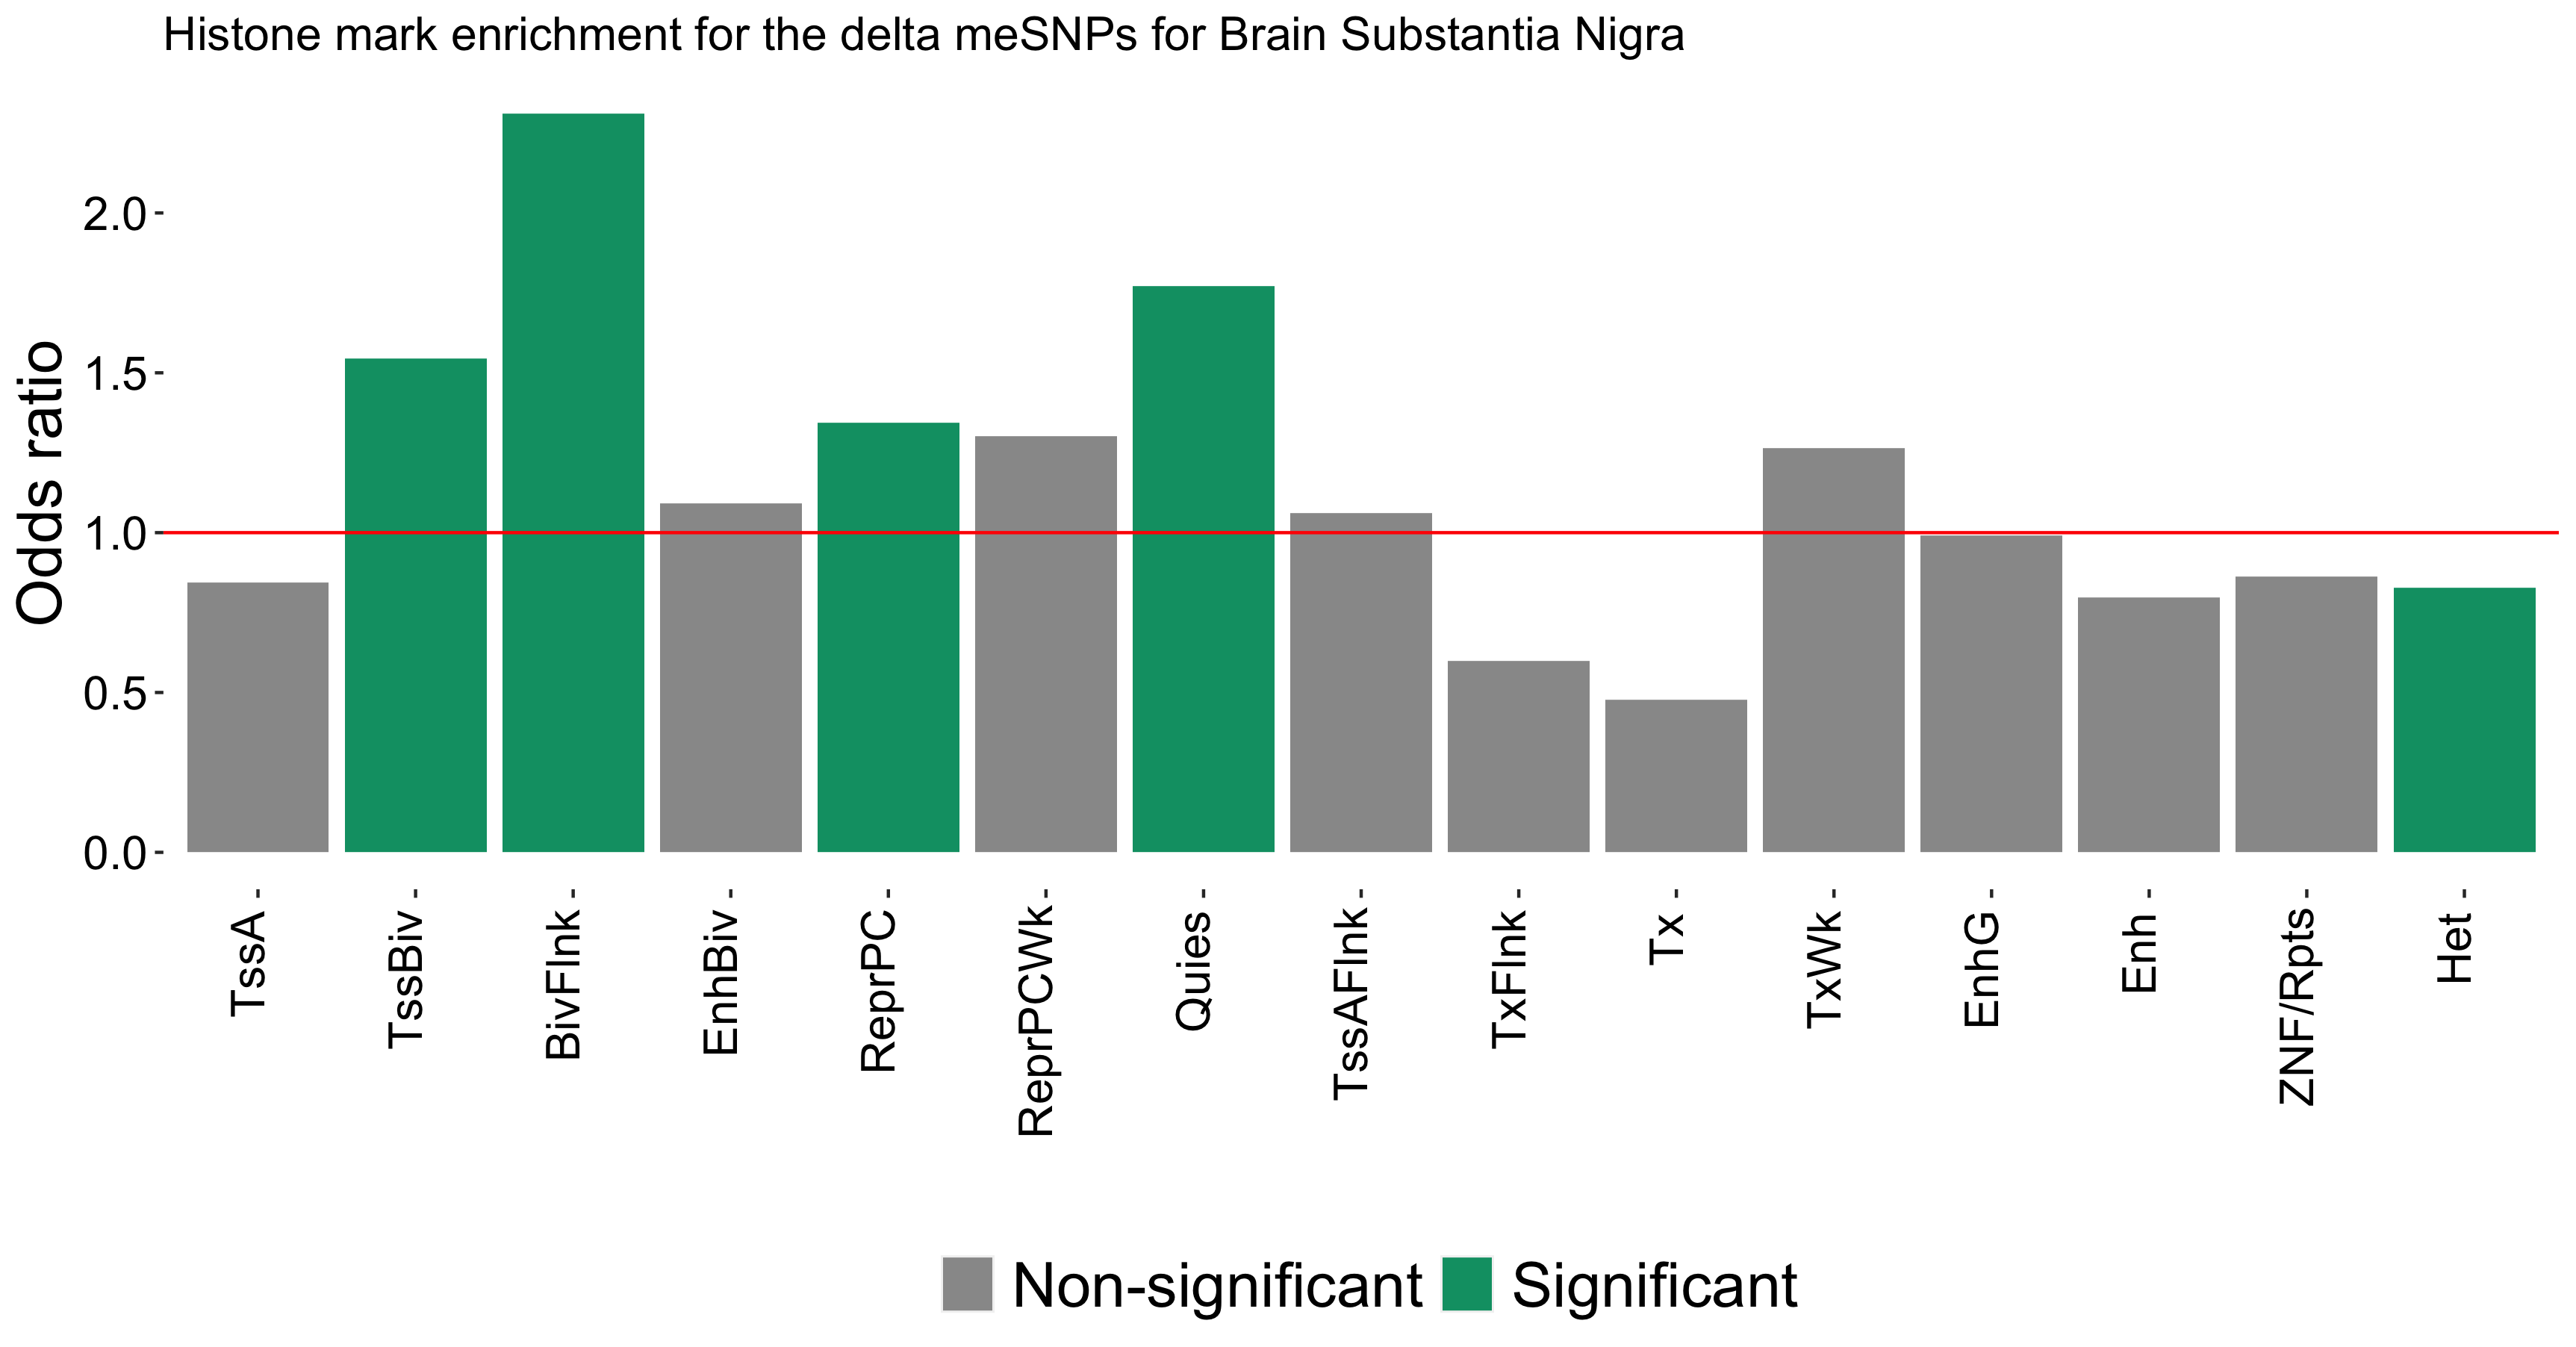 Histone mark enrichment for the delta meSNPs for Brain Substantia Nigra
Odds ratio
2.0
1.5
1.0
0.5
0.0
TssA
TssBiv
BivFlnk
EnhBiv
ReprPC
ReprPCWk
Quies
TssAFlnk
TxFlnk
Tx
TxWk
EnhG
Enh
ZNF/Rpts
Het
Non-significant
Significant